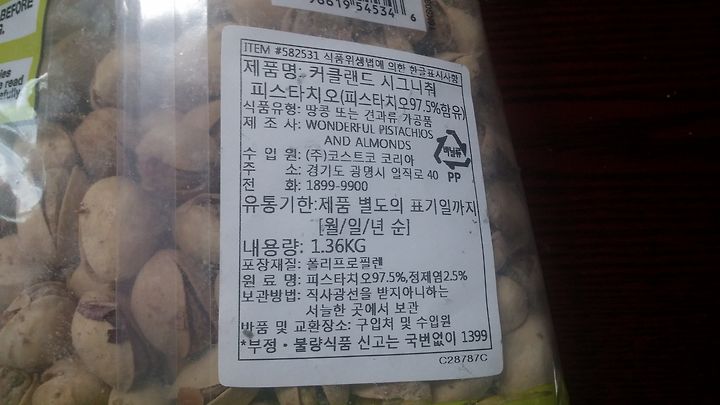 BEFORE
R.
read
98619 54534 6
ITEM #582531 식품위생법에 의한 한글표시사항
제품명: 커클랜드 시그니춰
피스타치오(피스타치오97.5%함유)
식품유형: 땅콩 또는 견과류 가공품
제 조 사: WONDERFUL PISTACHIOS
AND ALMONDS
수 입 원: (주)코스트코 코리아
주 소: 경기도 광명시 일직로 40
전 화: 1899-9900
비닐류
PP
유통기한:제품 별도의 표기일까지
[월/일/년 순]
내용량: 1.36KG
포장재질: 폴리프로필렌
원 료 명: 피스타치오97.5%,정제염2.5%
보관방법: 직사광선을 받지아니하는
서늘한 곳에서 보관
반품 및 교환장소: 구입처 및 수입원
*부정·불량식품 신고는 국번없이 1399
C28787C